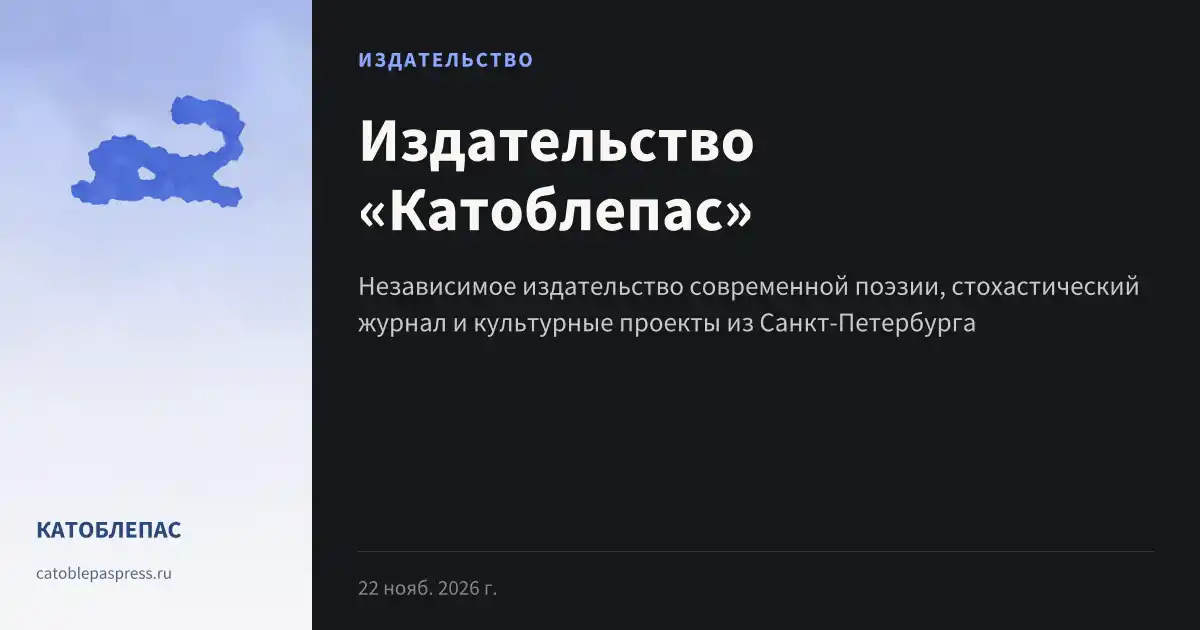 ИЗДАТЕЛЬСТВО
Издательство
«Катоблепас»
Независимое издательство современной поэзии, стохастический
журнал и культурные проекты из Санкт-Петербурга
КАТОБЛЕПАС
catoblepaspress.ru
22 нояб. 2026 г.